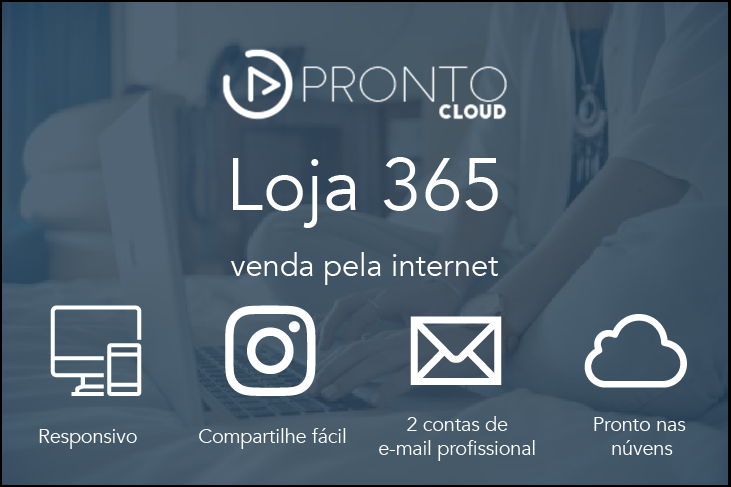 PRONTO
CLOUD
Loja 365
venda pela internet
Responsivo
Compartilhe fácil
2 contas de
e-mail profissional
Pronto nas
núvens